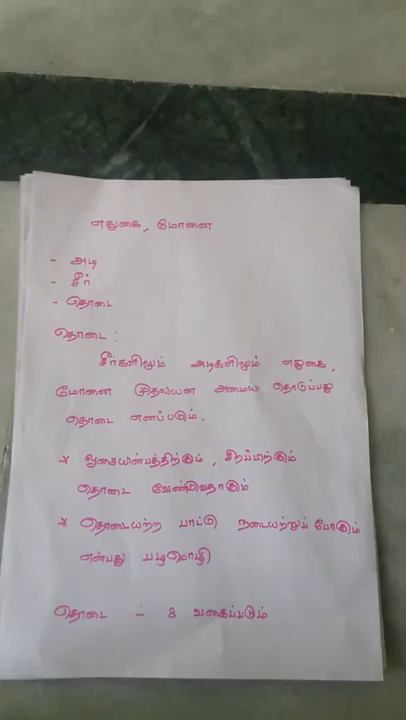 எதுகை, மோனை
- அடி
- சீர்
- தொடை
தொடை :
சீர்களிலும் அடிகளிலும் எதுகை,
மோனை முதலியன அமைய தொடுப்பது
தொடை எனப்படும்.
* ஓசையின்பத்திற்கும், சிறப்பிற்கும்
தொடை வேண்டுவதாகும்
* தொடையற்ற பாட்டு நடையற்றுப் போகும்
என்பது பழமொழி
தொடை - 8 வகைப்படும்